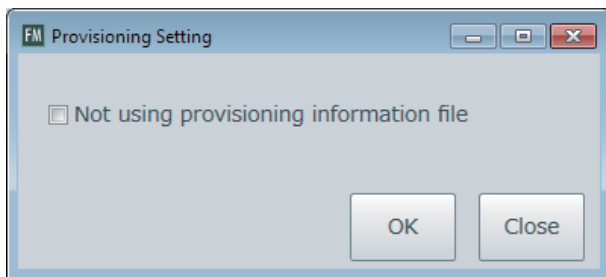 FM Provisioning Setting
Not using provisioning information file
OK Close